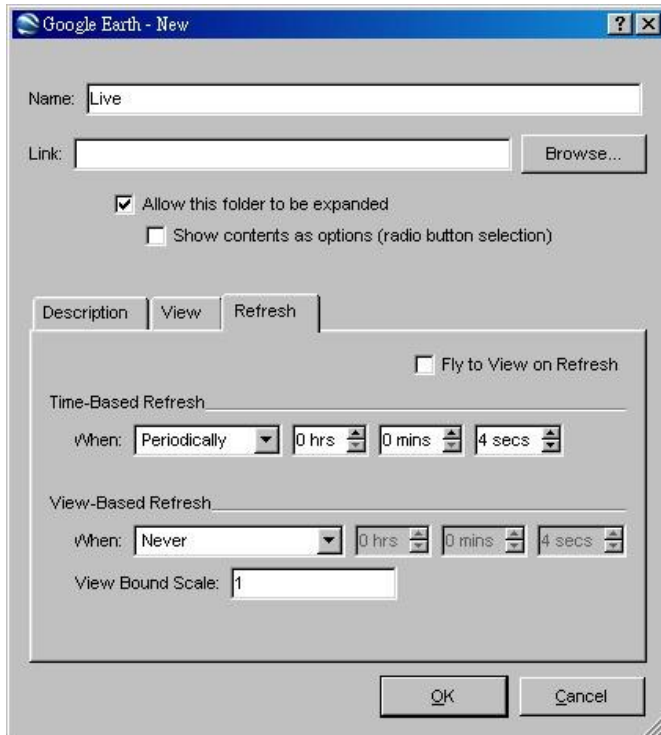 Google Earth - New
Name: Live
Link: Browse...
Allow this folder to be expanded
Show contents as options (radio button selection)
Description View Refresh
Fly to View on Refresh
Time-Based Refresh
When: Periodically 0 hrs 0 mins 4 secs
View-Based Refresh
When: Never 0 hrs 0 mins 4 secs
View Bound Scale: 1
OK Cancel